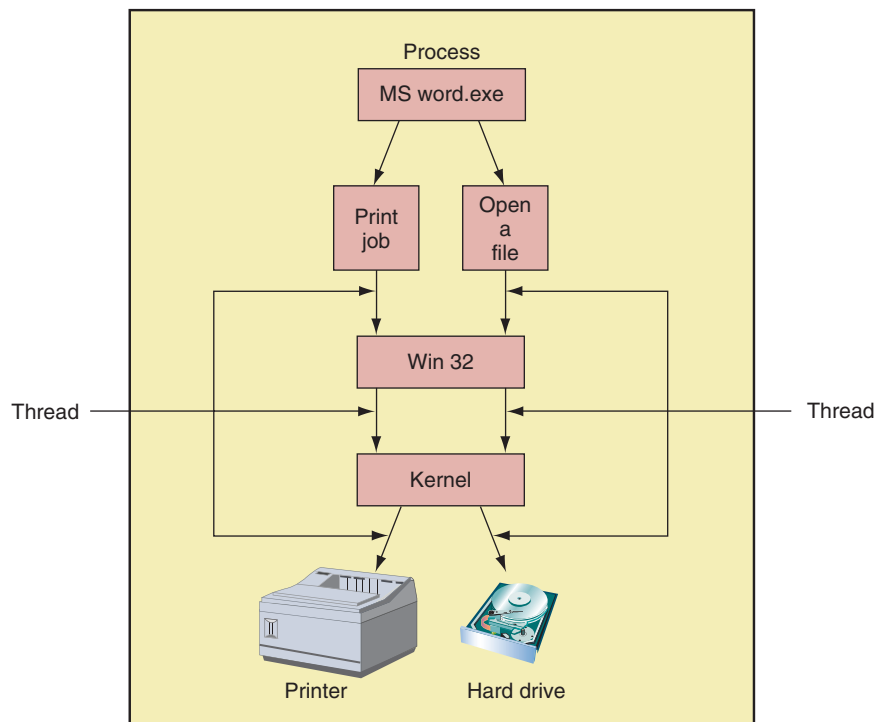 Process
MS word.exe
Print
job
Open
a
file
Win 32
Thread
Thread
Kernel
Printer
Hard drive